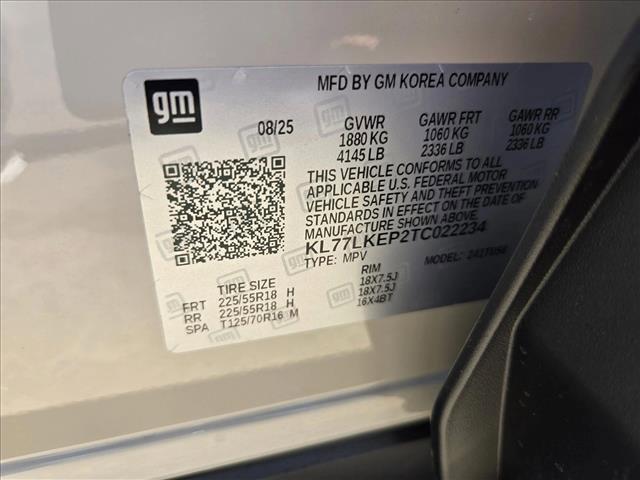 gm
MFD BY GM KOREA COMPANY
08/25 GVWR GAWR FRT GAWR RR
1880 KG 1060 KG 1060 KG
4145 LB 2336 LB 2336 LB
THIS VEHICLE CONFORMS TO ALL
APPLICABLE U.S. FEDERAL MOTOR
VEHICLE SAFETY AND THEFT PREVENTION
STANDARDS IN EFFECT ON THE DATE OF
MANUFACTURE SHOWN ABOVE.
KL77LKEP2TC022234
TYPE: MPV MODEL:
TIRE SIZE RIM
FRT 225/55R18 H 18X7.5J
RR 225/55R18 H 18X7.5J
SPA T125/70R16 M 16X4BT